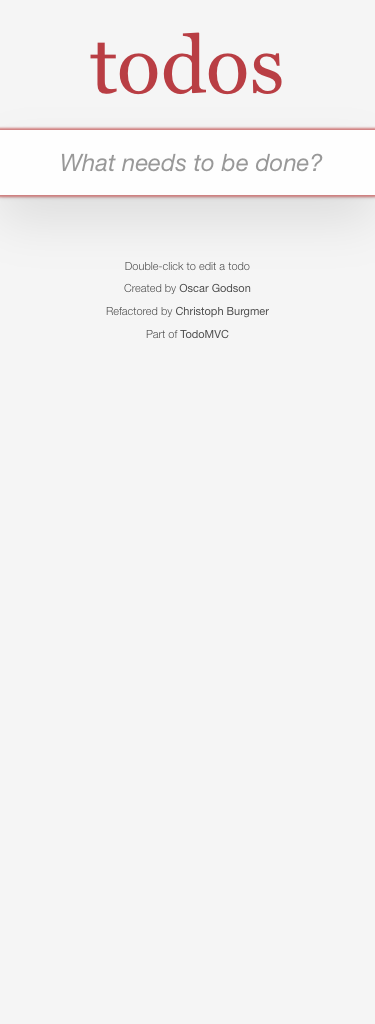 todos
What needs to be done?
Double-click to edit a todo
Created by Oscar Godson
Refactored by Christoph Burgmer
Part of TodoMVC